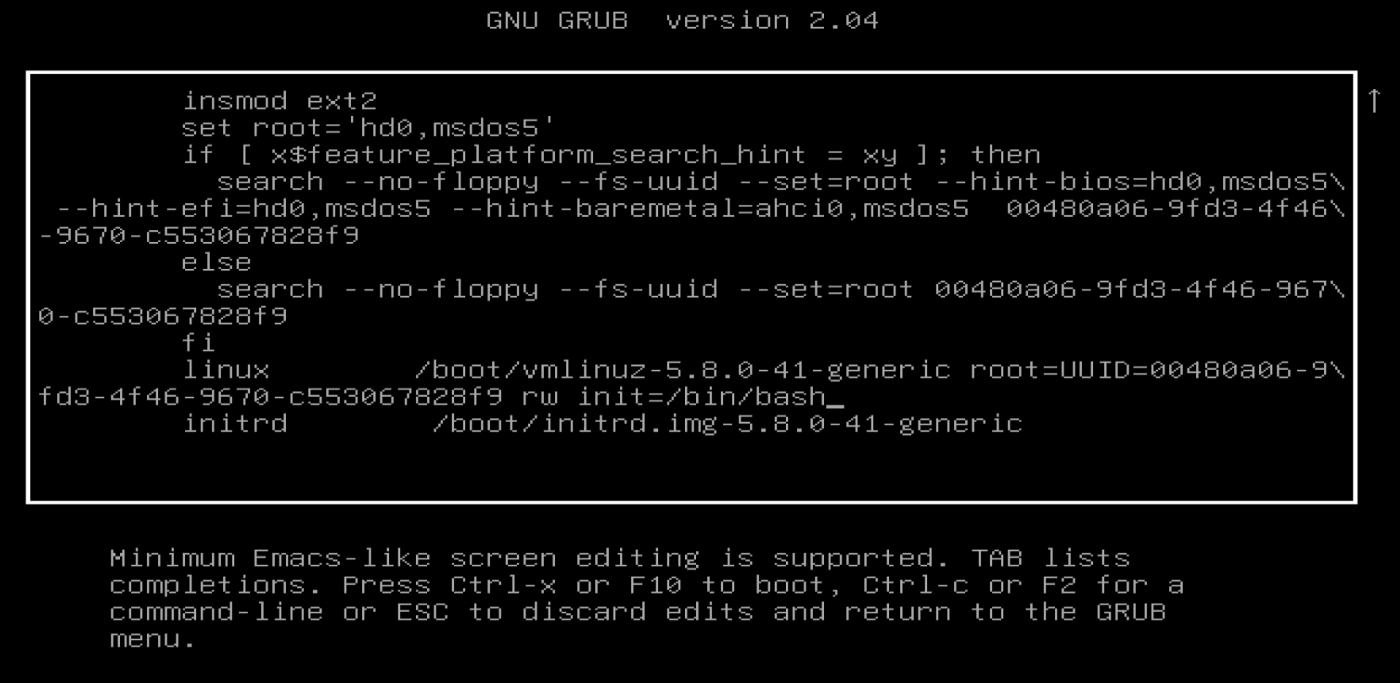 GNU GRUB  version 2.04
↑
insmod ext2
set root='hd0,msdos5'
if [ x$feature_platform_search_hint = xy ]; then
search --no-floppy --fs-uuid --set=root --hint-bios=hd0,msdos5\
--hint-efi=hd0,msdos5 --hint-baremetal=ahci0,msdos5  00480a06-9fd3-4f46\
-9670-c553067828f9
else
search --no-floppy --fs-uuid --set=root 00480a06-9fd3-4f46-967\
0-c553067828f9
fi
linux        /boot/vmlinuz-5.8.0-41-generic root=UUID=00480a06-9\
fd3-4f46-9670-c553067828f9 rw init=/bin/bash_
initrd        /boot/initrd.img-5.8.0-41-generic
Minimum Emacs-like screen editing is supported. TAB lists
completions. Press Ctrl-x or F10 to boot, Ctrl-c or F2 for a
command-line or ESC to discard edits and return to the GRUB
menu.